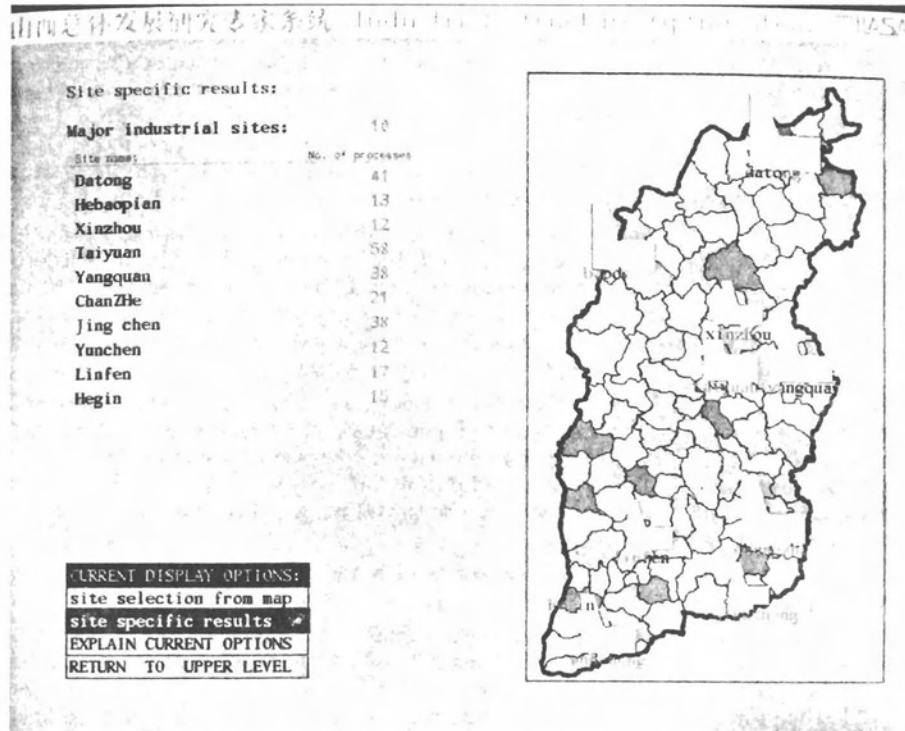 山西总体发展研究专家系统
Site specific results:
Major industrial sites: 10
Site name: No. of processes
Datong 41
Hebaopian 13
Xinzhou 12
Taiyuan 58
Yangquan 38
ChanZHe 21
Jing chen 38
Yunchen 12
Linfen 17
Hegin 15
datong
xinzhou
angqua
CURRENT DISPLAY OPTIONS:
site selection from map
site specific results
EXPLAIN CURRENT OPTIONS
RETURN TO UPPER LEVEL